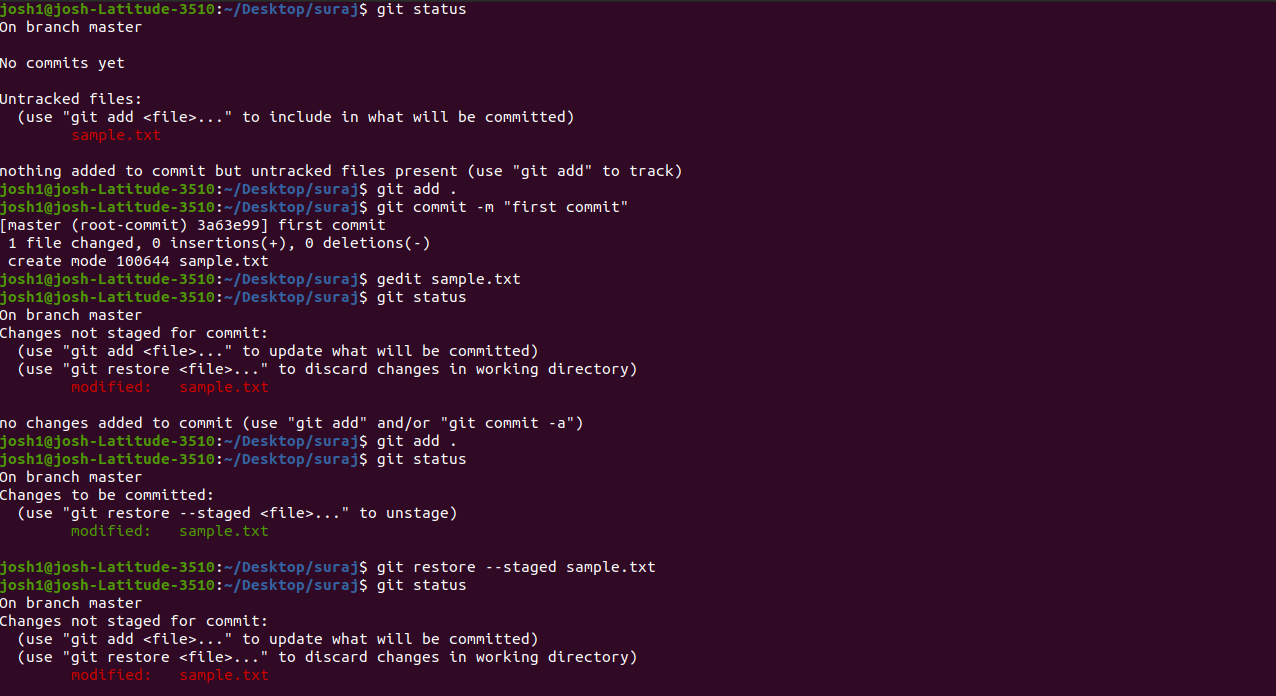 josh1@josh-Latitude-3510:~/Desktop/suraj$ git status
On branch master
No commits yet
Untracked files:
  (use "git add <file>..." to include in what will be committed)
        sample.txt
nothing added to commit but untracked files present (use "git add" to track)
josh1@josh-Latitude-3510:~/Desktop/suraj$ git add .
josh1@josh-Latitude-3510:~/Desktop/suraj$ git commit -m "first commit"
[master (root-commit) 3a63e99] first commit
 1 file changed, 0 insertions(+), 0 deletions(-)
 create mode 100644 sample.txt
josh1@josh-Latitude-3510:~/Desktop/suraj$ gedit sample.txt
josh1@josh-Latitude-3510:~/Desktop/suraj$ git status
On branch master
Changes not staged for commit:
  (use "git add <file>..." to update what will be committed)
  (use "git restore <file>..." to discard changes in working directory)
        modified:   sample.txt
no changes added to commit (use "git add" and/or "git commit -a")
josh1@josh-Latitude-3510:~/Desktop/suraj$ git add .
josh1@josh-Latitude-3510:~/Desktop/suraj$ git status
On branch master
Changes to be committed:
  (use "git restore --staged <file>..." to unstage)
        modified:   sample.txt
josh1@josh-Latitude-3510:~/Desktop/suraj$ git restore --staged sample.txt
josh1@josh-Latitude-3510:~/Desktop/suraj$ git status
On branch master
Changes not staged for commit:
  (use "git add <file>..." to update what will be committed)
  (use "git restore <file>..." to discard changes in working directory)
        modified:   sample.txt